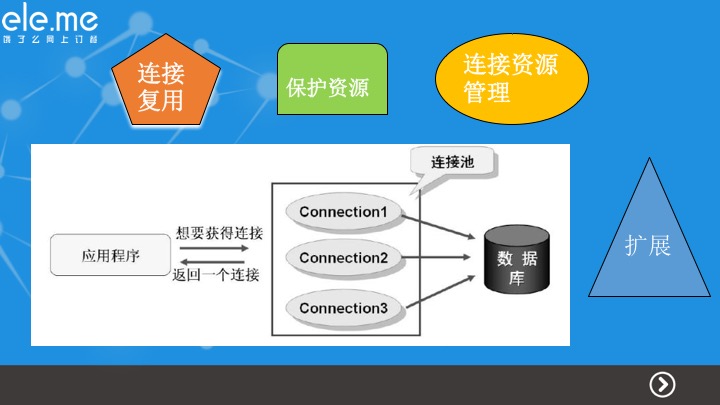 ele.me
饿了么网上订餐
连接
复用
保护资源
连接资源
管理
连接池
Connection1
想要获得连接
应用程序
Connection2
返回一个连接
数 据
库
Connection3
扩展